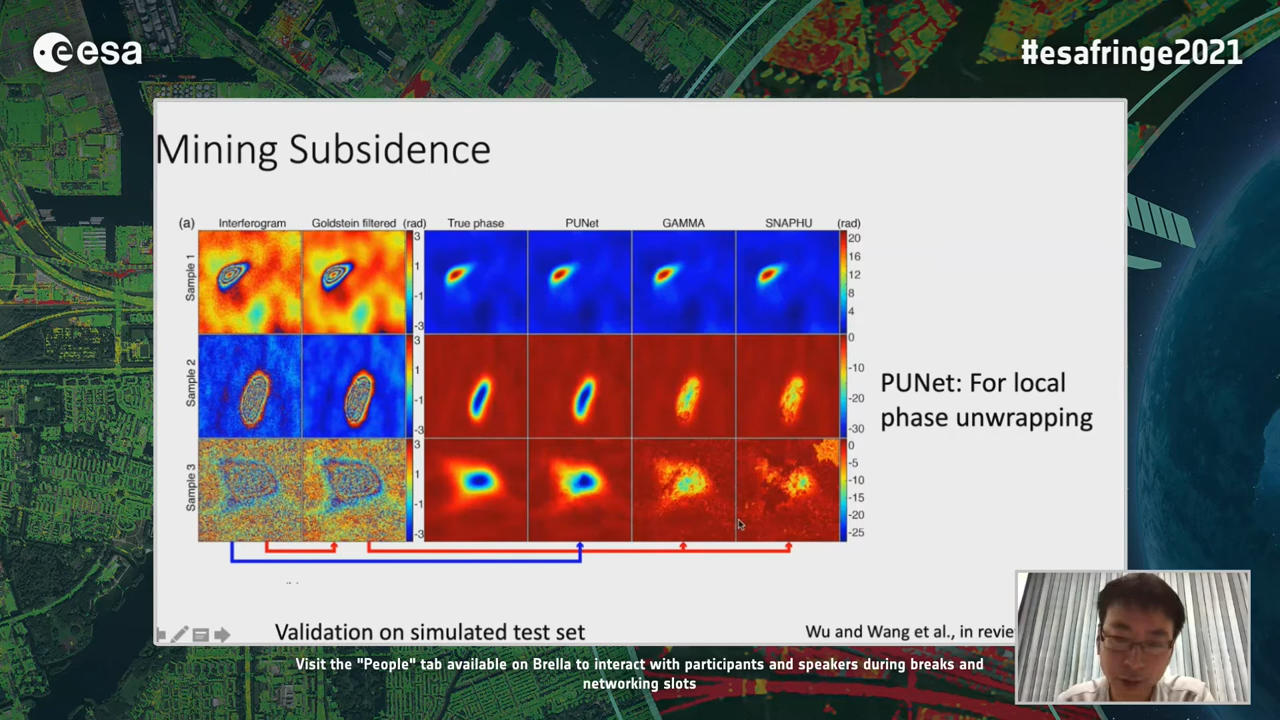 esa
#esafringe2021
Mining Subsidence
(a) Interferogram Goldstein filtered (rad) True phase PUNet GAMMA SNAPHU (rad)
Sample 1
3
1
-1
-3
20
16
12
8
4
Sample 2
3
1
-1
-3
0
-10
-20
-30
Sample 3
3
1
-1
-3
0
-5
-10
-15
-20
-25
PUNet: For local
phase unwrapping
Validation on simulated test set
Wu and Wang et al., in revie
Visit the "People" tab available on Brella to interact with participants and speakers during breaks and
networking slots